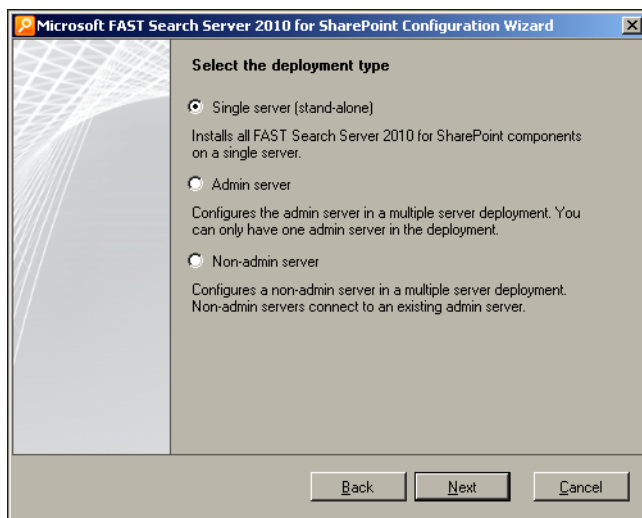 Microsoft FAST Search Server 2010 for SharePoint Configuration Wizard
Select the deployment type
Single server (stand-alone)
Installs all FAST Search Server 2010 for SharePoint components
on a single server.
Admin server
Configures the admin server in a multiple server deployment. You
can only have one admin server in the deployment.
Non-admin server
Configures a non-admin server in a multiple server deployment.
Non-admin servers connect to an existing admin server.
Back Next Cancel